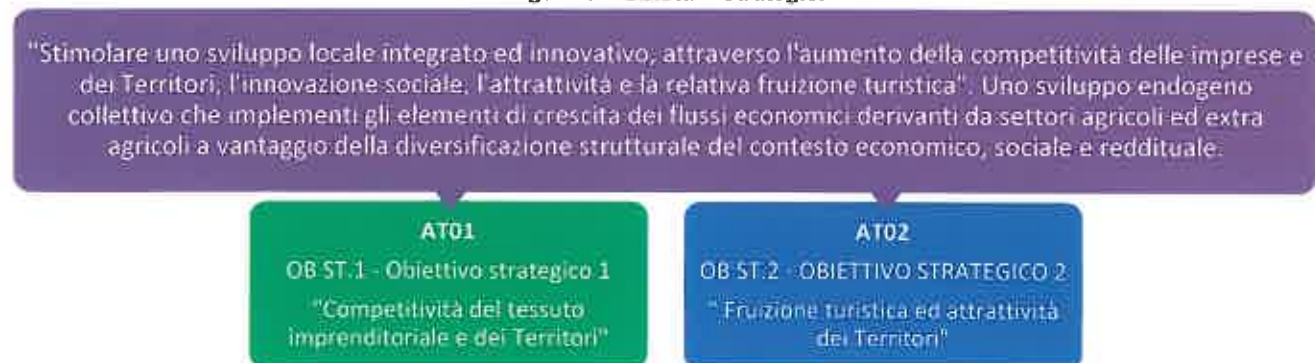 "Stimolare uno sviluppo locale integrato ed innovativo, attraverso l'aumento della competitività delle imprese e
dei Territori, l'innovazione sociale, l'attrattività e la relativa fruizione turistica". Uno sviluppo endogeno
collettivo che implementi gli elementi di crescita dei flussi economici derivanti da settori agricoli ed extra
agricoli a vantaggio della diversificazione strutturale del contesto economico, sociale e reddituale.
AT01
OB ST.1 - Obiettivo strategico 1
"Competitività del tessuto
imprenditoriale e dei Territori"
AT02
OB ST.2 - OBIETTIVO STRATEGICO 2
" Fruizione turistica ed attrattività
dei Territori"